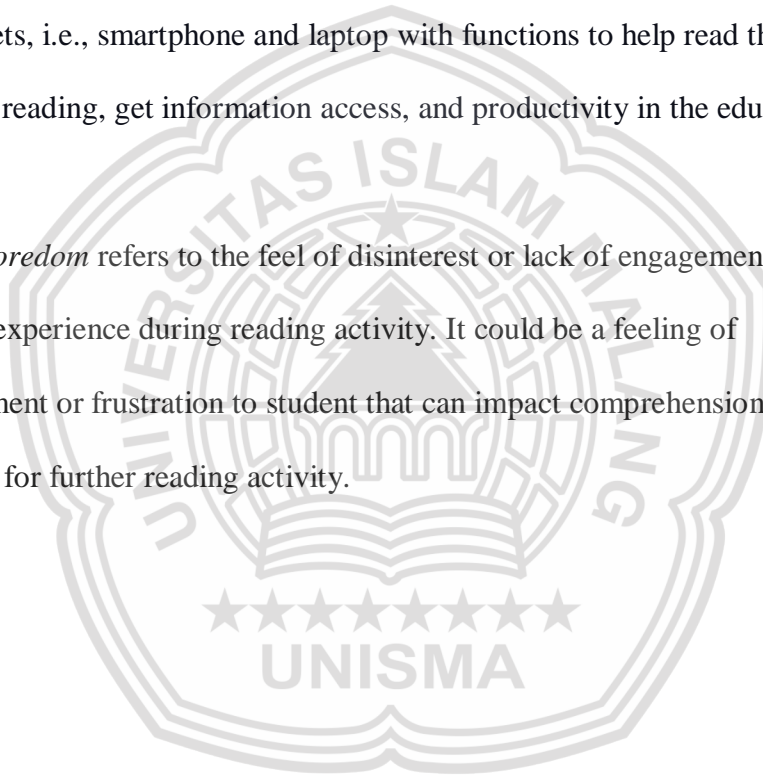 ets, i.e., smartphone and laptop with functions to help read th
reading, get information access, and productivity in the edu
oredom refers to the feel of disinterest or lack of engagemen
experience during reading activity. It could be a feeling of
nent or frustration to student that can impact comprehension
for further reading activity.
UNIVERSITAS ISLAM MALANG
UNISMA